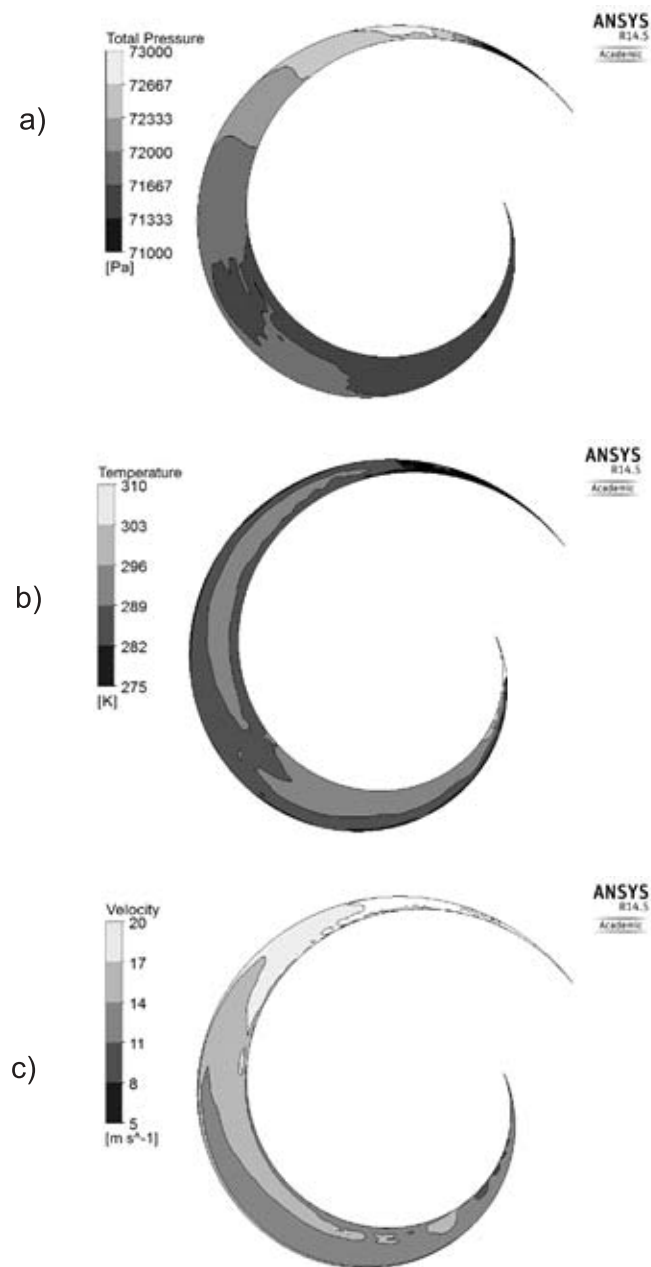 ANSYS
R14.5
Academic
Total Pressure
73000
72667
72333
72000
71667
71333
71000
[Pa]
a)
ANSYS
R14.5
Academic
Temperature
310
303
296
289
282
275
[K]
b)
ANSYS
R14.5
Academic
Velocity
20
17
14
11
8
5
[m s^-1]
c)